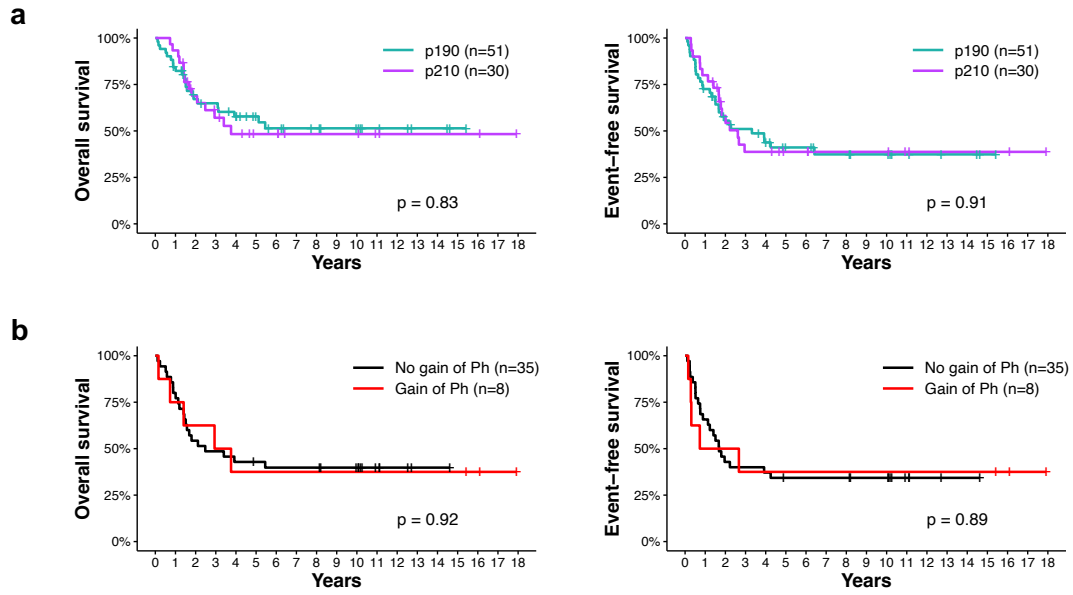 a
Overall survival
100%
75%
50%
25%
0%
p190 (n=51)
p210 (n=30)
p = 0.83
0 1 2 3 4 5 6 7 8 9 10 11 12 13 14 15 16 17 18
Years
Event−free survival
100%
75%
50%
25%
0%
p190 (n=51)
p210 (n=30)
p = 0.91
0 1 2 3 4 5 6 7 8 9 10 11 12 13 14 15 16 17 18
Years
b
Overall survival
100%
75%
50%
25%
0%
No gain of Ph (n=35)
Gain of Ph (n=8)
p = 0.92
0 1 2 3 4 5 6 7 8 9 10 11 12 13 14 15 16 17 18
Years
Event−free survival
100%
75%
50%
25%
0%
No gain of Ph (n=35)
Gain of Ph (n=8)
p = 0.89
0 1 2 3 4 5 6 7 8 9 10 11 12 13 14 15 16 17 18
Years